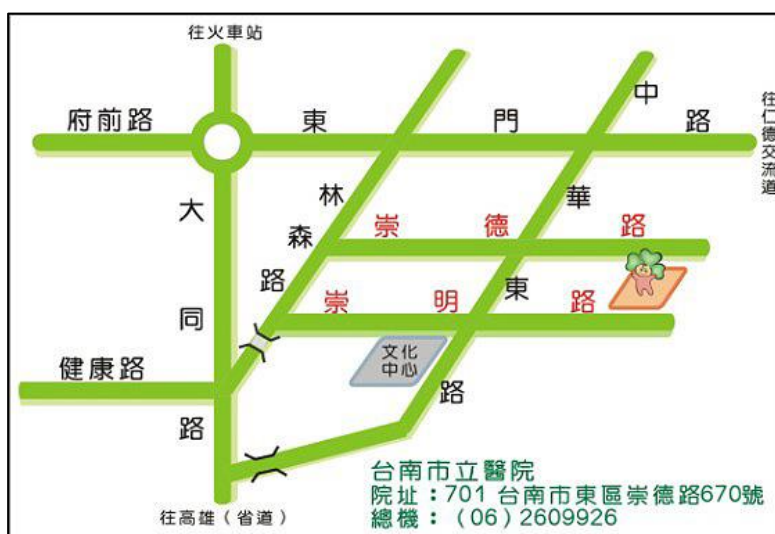 往火車站
府前路
東門路
往仁德交流道
中華東路
林森路
大同路
崇德路
崇明路
健康路
文化
中心
台南市立醫院
院址：701 台南市東區崇德路670號
總機：（06）2609926
往高雄（省道）